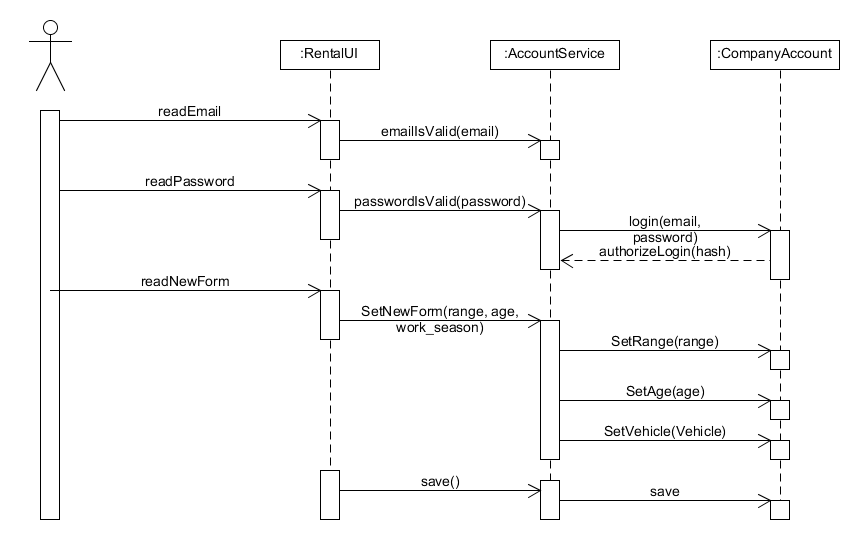 :RentalUI
:AccountService
:CompanyAccount
readEmail
emailIsValid(email)
readPassword
passwordIsValid(password)
login(email,
password)
authorizeLogin(hash)
readNewForm
SetNewForm(range, age,
work_season)
SetRange(range)
SetAge(age)
SetVehicle(Vehicle)
save()
save